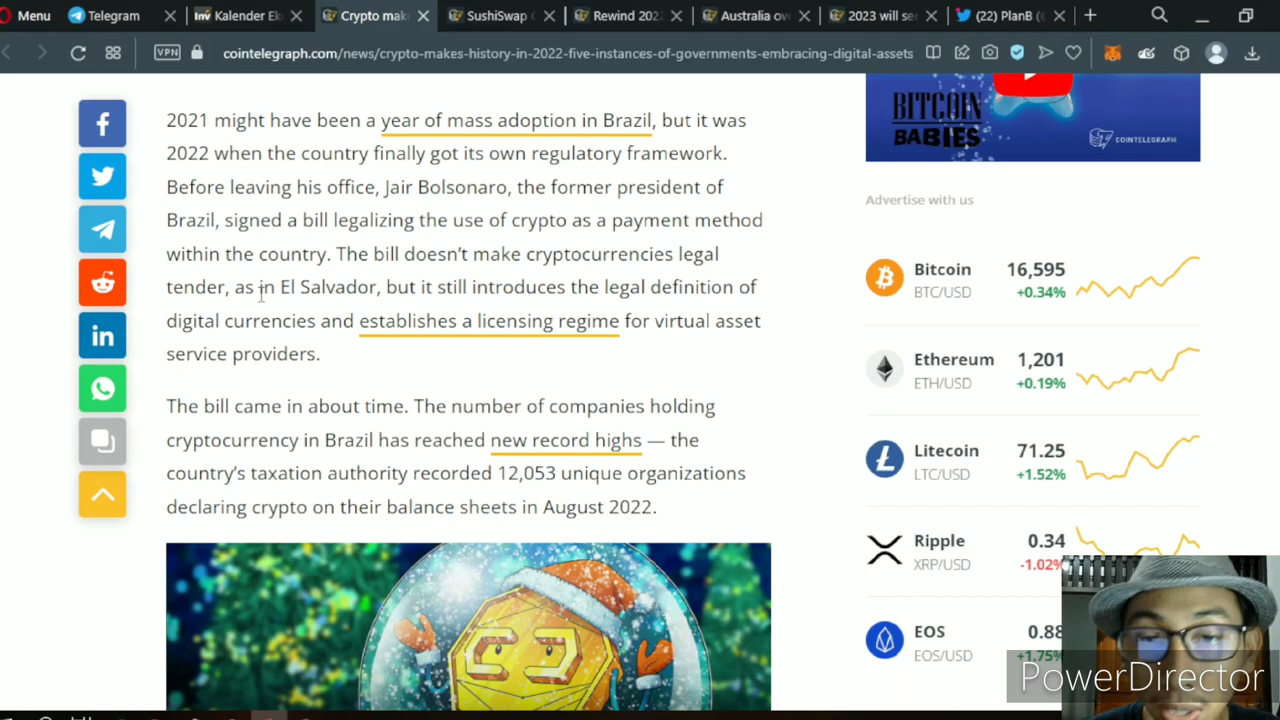 Menu
Telegram
Inv Kalender Ek
Crypto mak
SushiSwap
Rewind 2022
Australia ov
2023 will se
(22) PlanB (
VPN
cointelegraph.com/news/crypto-makes-history-in-2022-five-instances-of-governments-embracing-digital-assets
2021 might have been a year of mass adoption in Brazil, but it was
2022 when the country finally got its own regulatory framework.
Before leaving his office, Jair Bolsonaro, the former president of
Brazil, signed a bill legalizing the use of crypto as a payment method
within the country. The bill doesn’t make cryptocurrencies legal
tender, as in El Salvador, but it still introduces the legal definition of
digital currencies and establishes a licensing regime for virtual asset
service providers.
The bill came in about time. The number of companies holding
cryptocurrency in Brazil has reached new record highs — the
country’s taxation authority recorded 12,053 unique organizations
declaring crypto on their balance sheets in August 2022.
BITCOIN
BABIES
COINTELEGRAPH
Advertise with us
Bitcoin 16,595
BTC/USD +0.34%
Ethereum 1,201
ETH/USD +0.19%
Litecoin 71.25
LTC/USD +1.52%
Ripple 0.34
XRP/USD -1.02%
EOS 0.88
EOS/USD +1.75%
PowerDirector